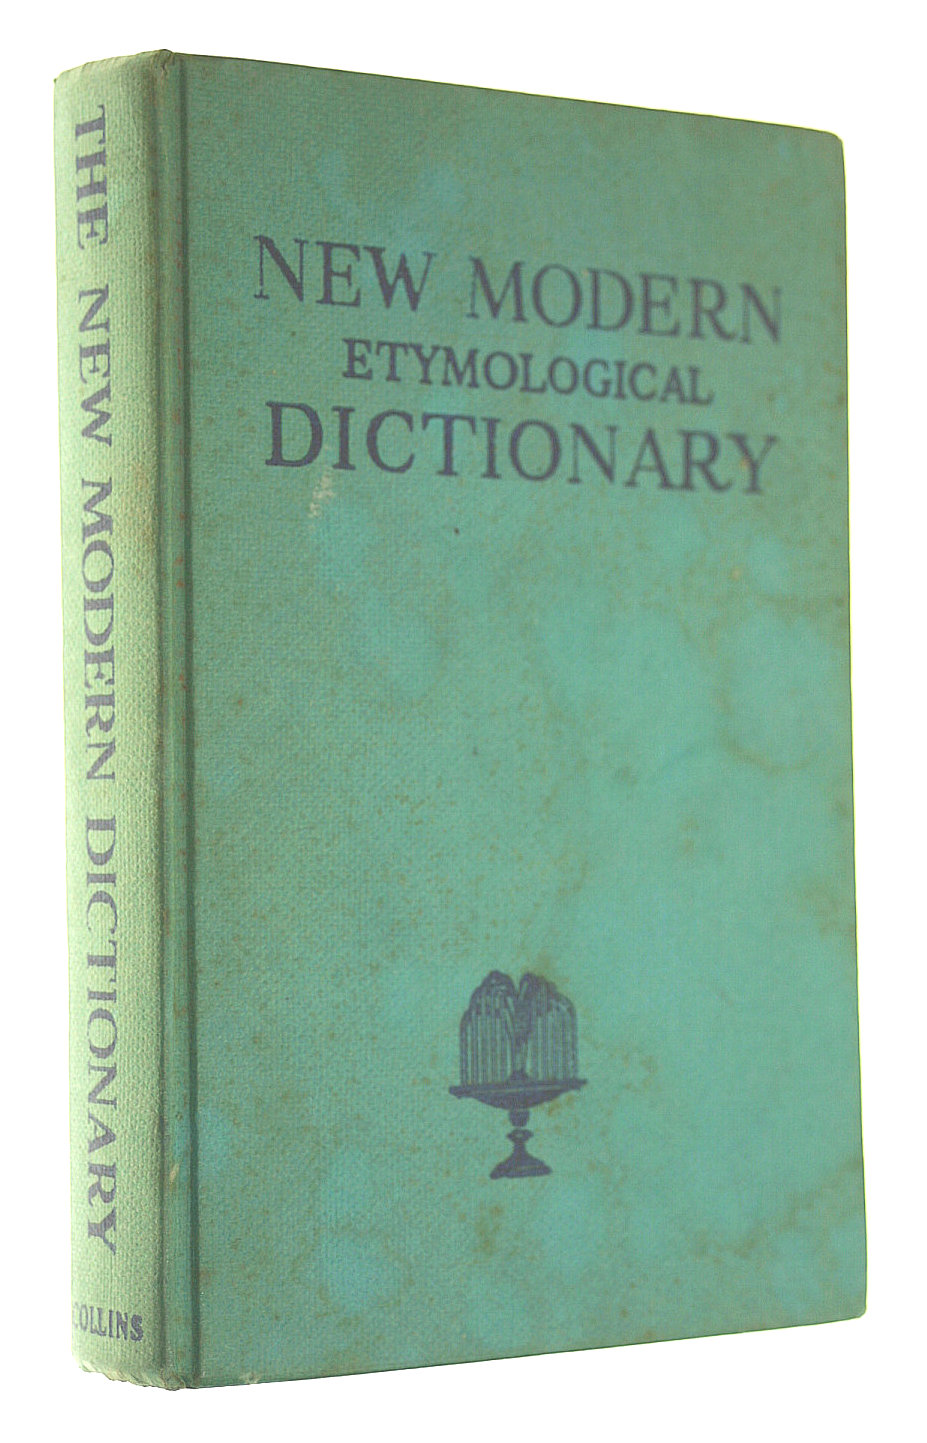 THE NEW MODERN DICTIONARY
COLLINS
NEW MODERN
ETYMOLOGICAL
DICTIONARY